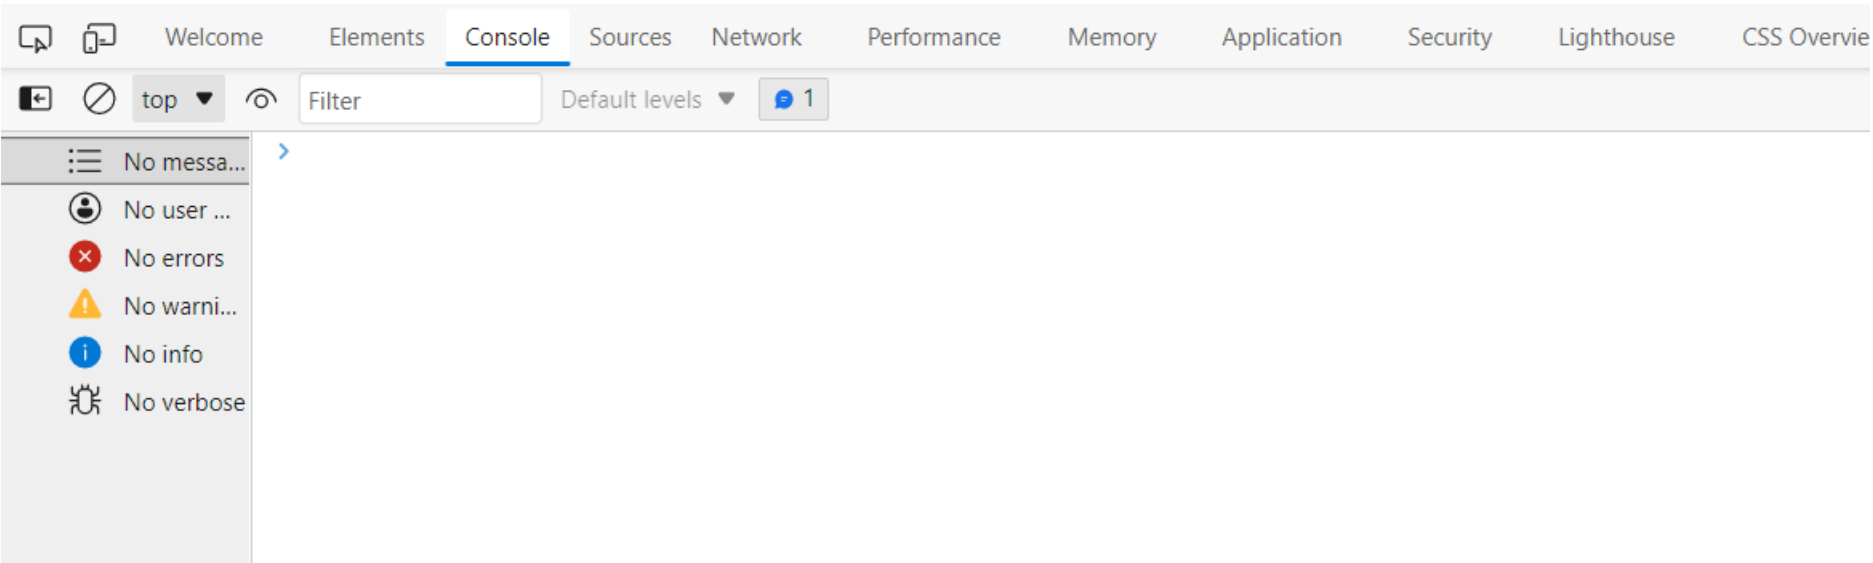 Welcome Elements Console Sources Network Performance Memory Application Security Lighthouse CSS Overvie
top Filter Default levels 1
No messa...
No user ...
No errors
No warni...
No info
No verbose